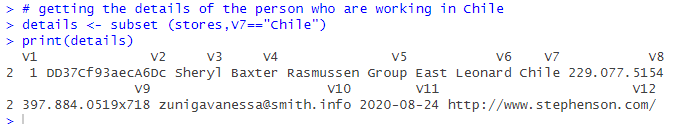 > # getting the details of the person who are working in Chile
> details <- subset (stores,V7=="Chile")
> print(details)
  V1              V2     V3     V4              V5           V6    V7           V8
2  1 DD37Cf93aecA6Dc Sheryl Baxter Rasmussen Group East Leonard Chile 229.077.5154
                V9                      V10        V11                         V12
2 397.884.0519x718 zunigavanessa@smith.info 2020-08-24 http://www.stephenson.com/
>